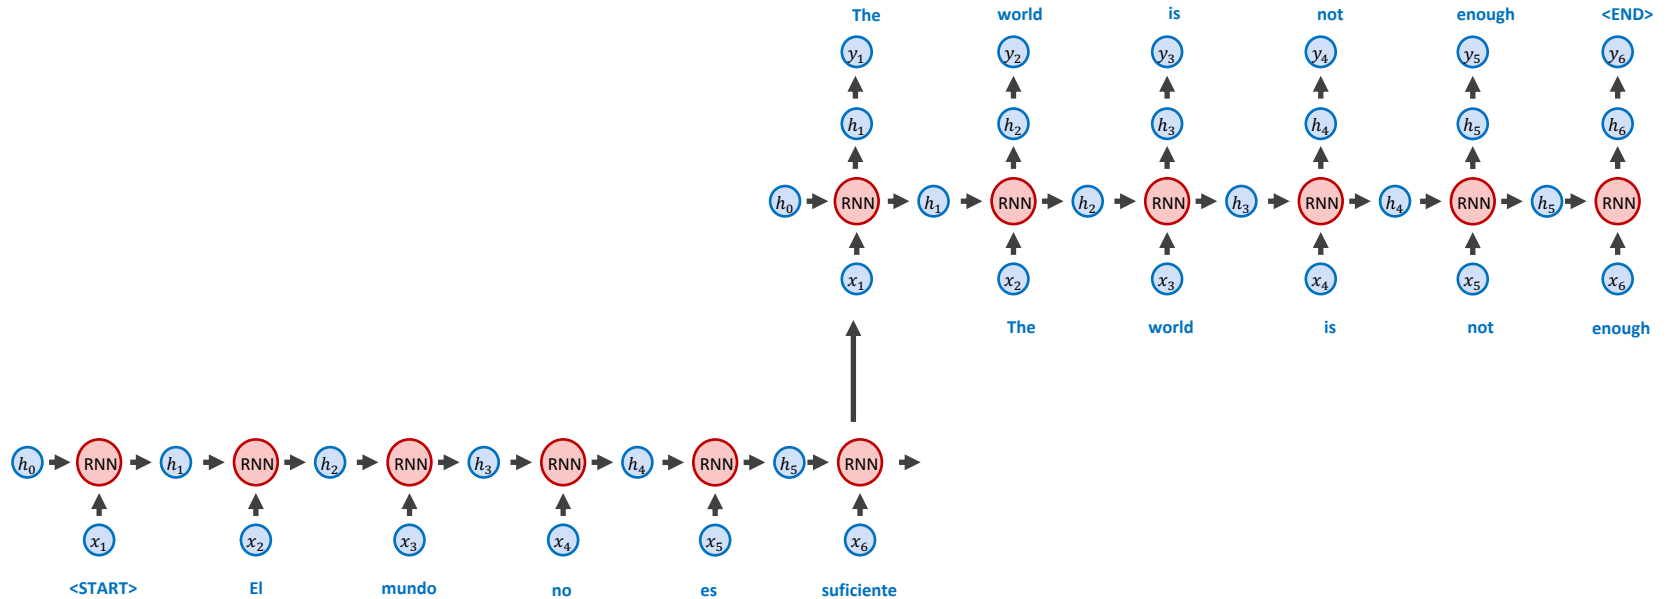 The world is not enough <END>
y₁ y₂ y₃ y₄ y₅ y₆
h₁ h₂ h₃ h₄ h₅ h₆
h₀ RNN h₁ RNN h₂ RNN h₃ RNN h₄ RNN h₅ RNN
x₁ x₂ x₃ x₄ x₅ x₆
The world is not enough
h₀ RNN h₁ RNN h₂ RNN h₃ RNN h₄ RNN h₅ RNN
x₁ x₂ x₃ x₄ x₅ x₆
<START> El mundo no es suficiente